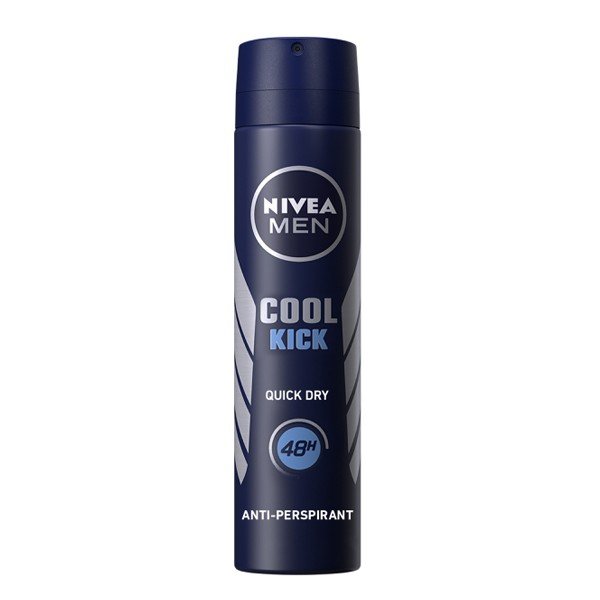 NIVEA
MEN
COOL
KICK
QUICK DRY
48H
ANTI-PERSPIRANT